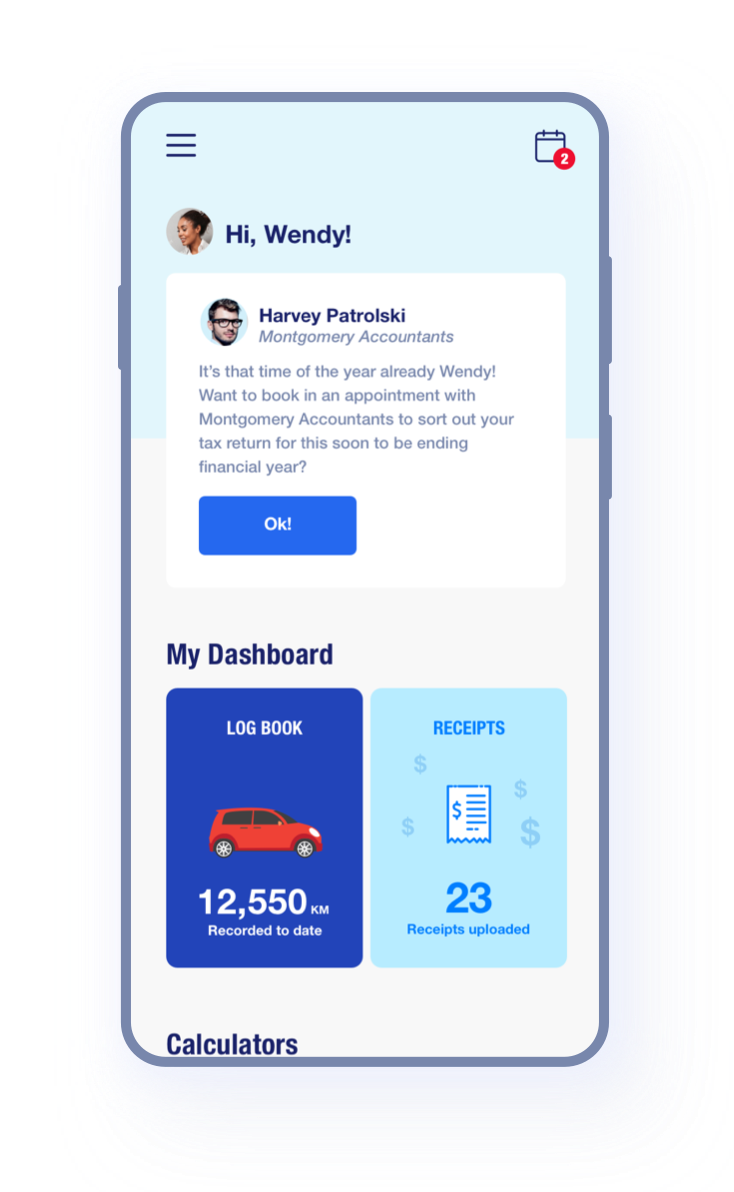 2
Hi, Wendy!
Harvey Patrolski
Montgomery Accountants
It's that time of the year already Wendy!
Want to book in an appointment with
Montgomery Accountants to sort out your
tax return for this soon to be ending
financial year?
Ok!
My Dashboard
LOG BOOK
12,550 KM
Recorded to date
RECEIPTS
$
$
$
$
$
23
Receipts uploaded
Calculators